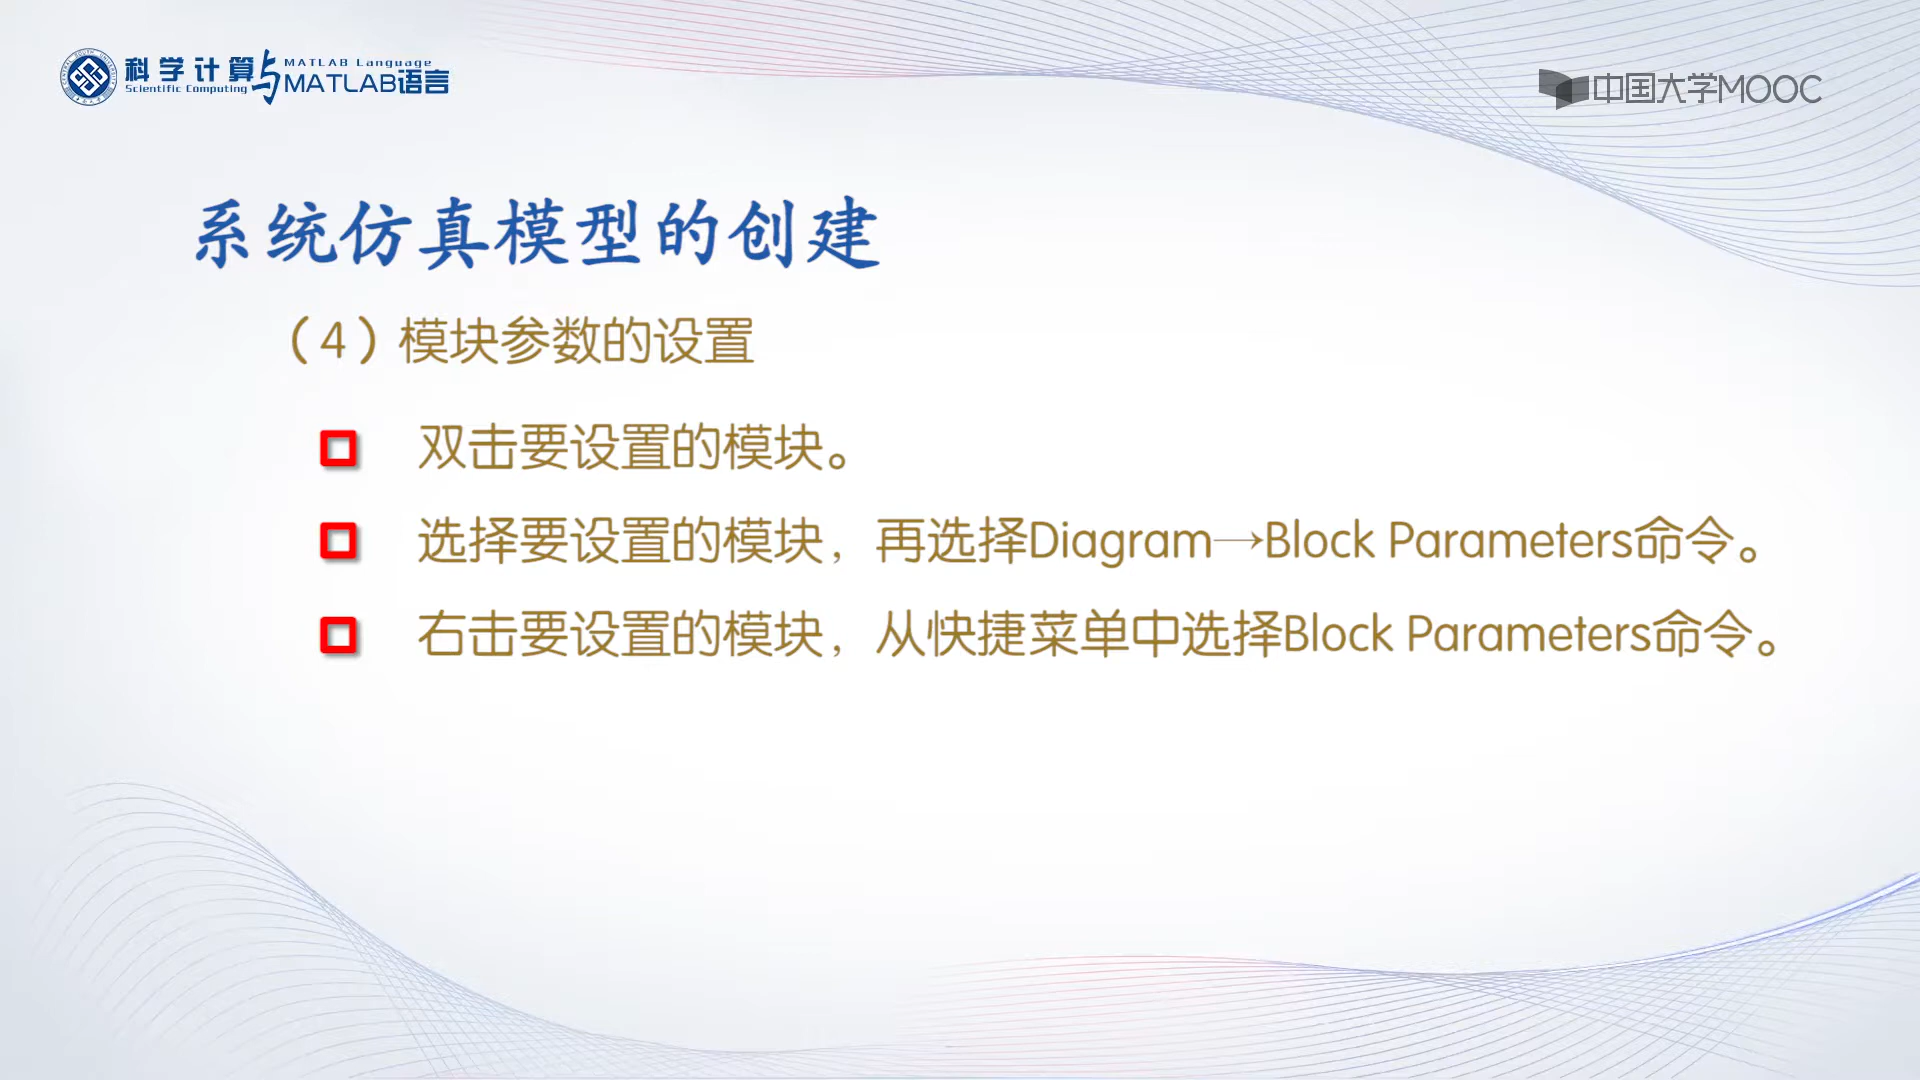 科学计算与MATLAB语言
Scientific Computing MATLAB Language
中国大学MOOC
系统仿真模型的创建
（4）模块参数的设置
双击要设置的模块。
选择要设置的模块，再选择Diagram→Block Parameters命令。
右击要设置的模块，从快捷菜单中选择Block Parameters命令。